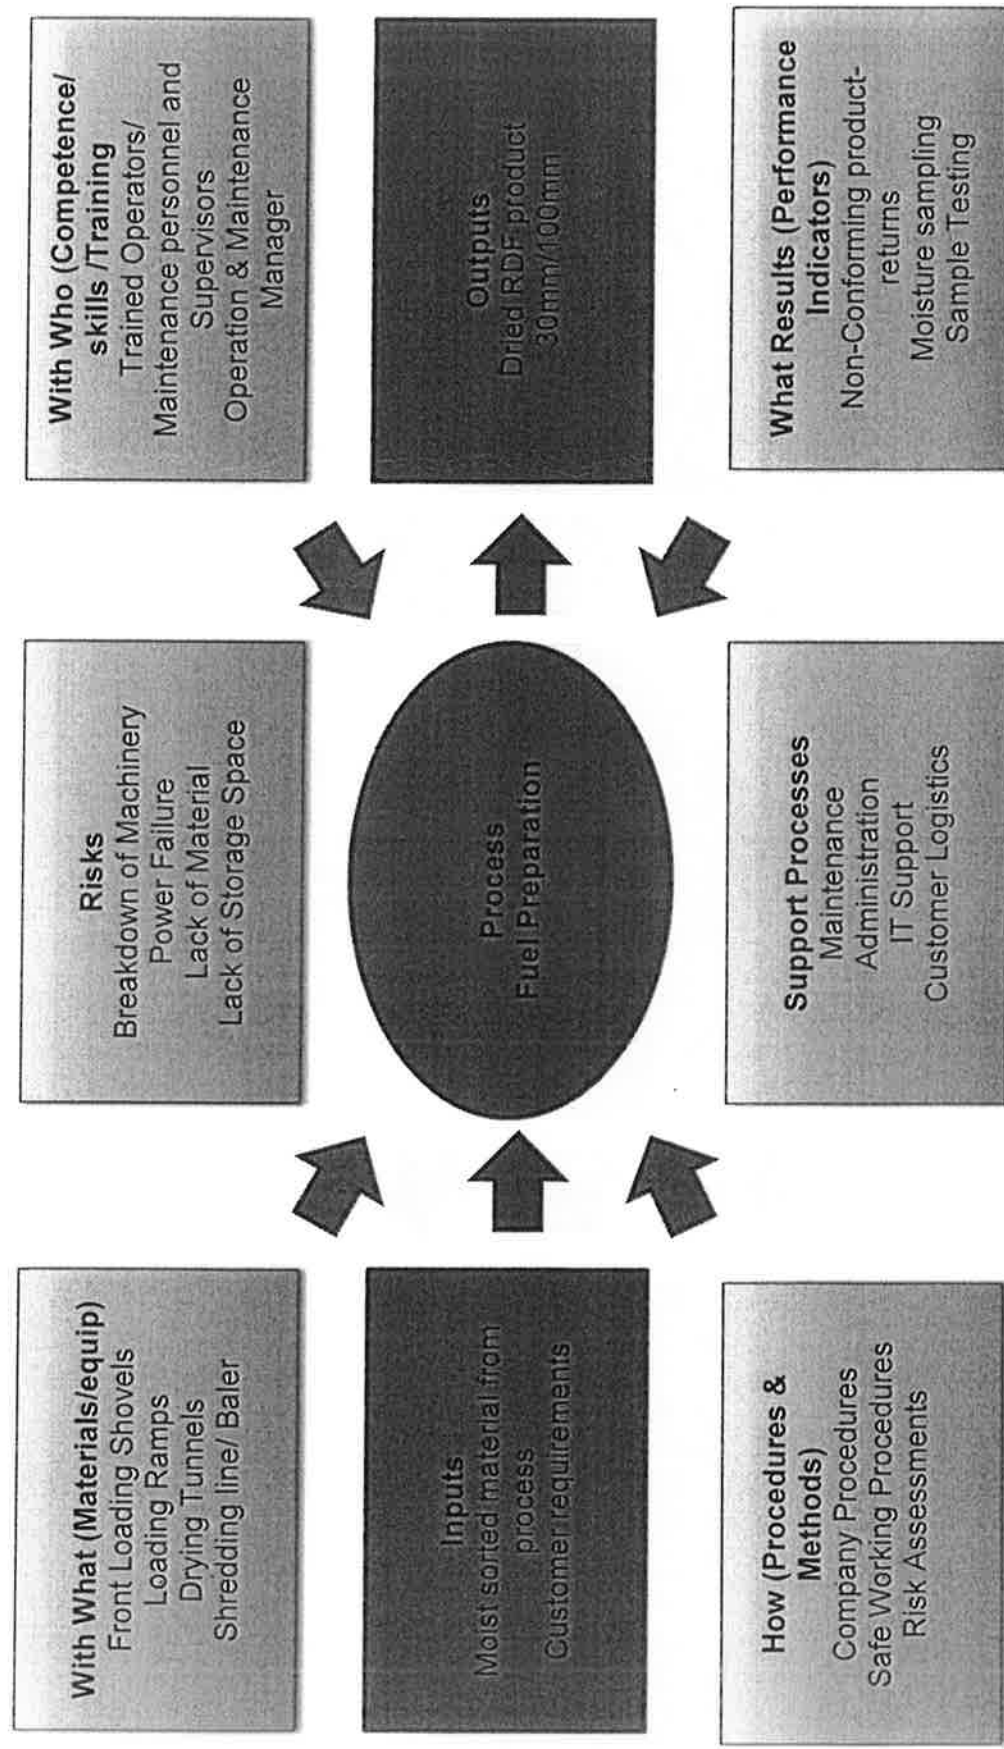 With What (Materials/equip)
Front Loading Shovels
Loading Ramps
Drying Tunnels
Shredding line/ Baler
Risks
Breakdown of Machinery
Power Failure
Lack of Material
Lack of Storage Space
With Who (Competence/
skills /Training
Trained Operators/
Maintenance personnel and
Supervisors
Operation & Maintenance
Manager
Inputs
Moist sorted material from
process
Customer requirements
Process
Fuel Preparation
Outputs
Dried RDF product
30mm/100mm
How (Procedures &
Methods)
Company Procedures
Safe Working Procedures
Risk Assessments
Support Processes
Maintenance
Administration
IT Support
Customer Logistics
What Results (Performance
Indicators)
Non-Conforming product-
returns
Moisture sampling
Sample Testing